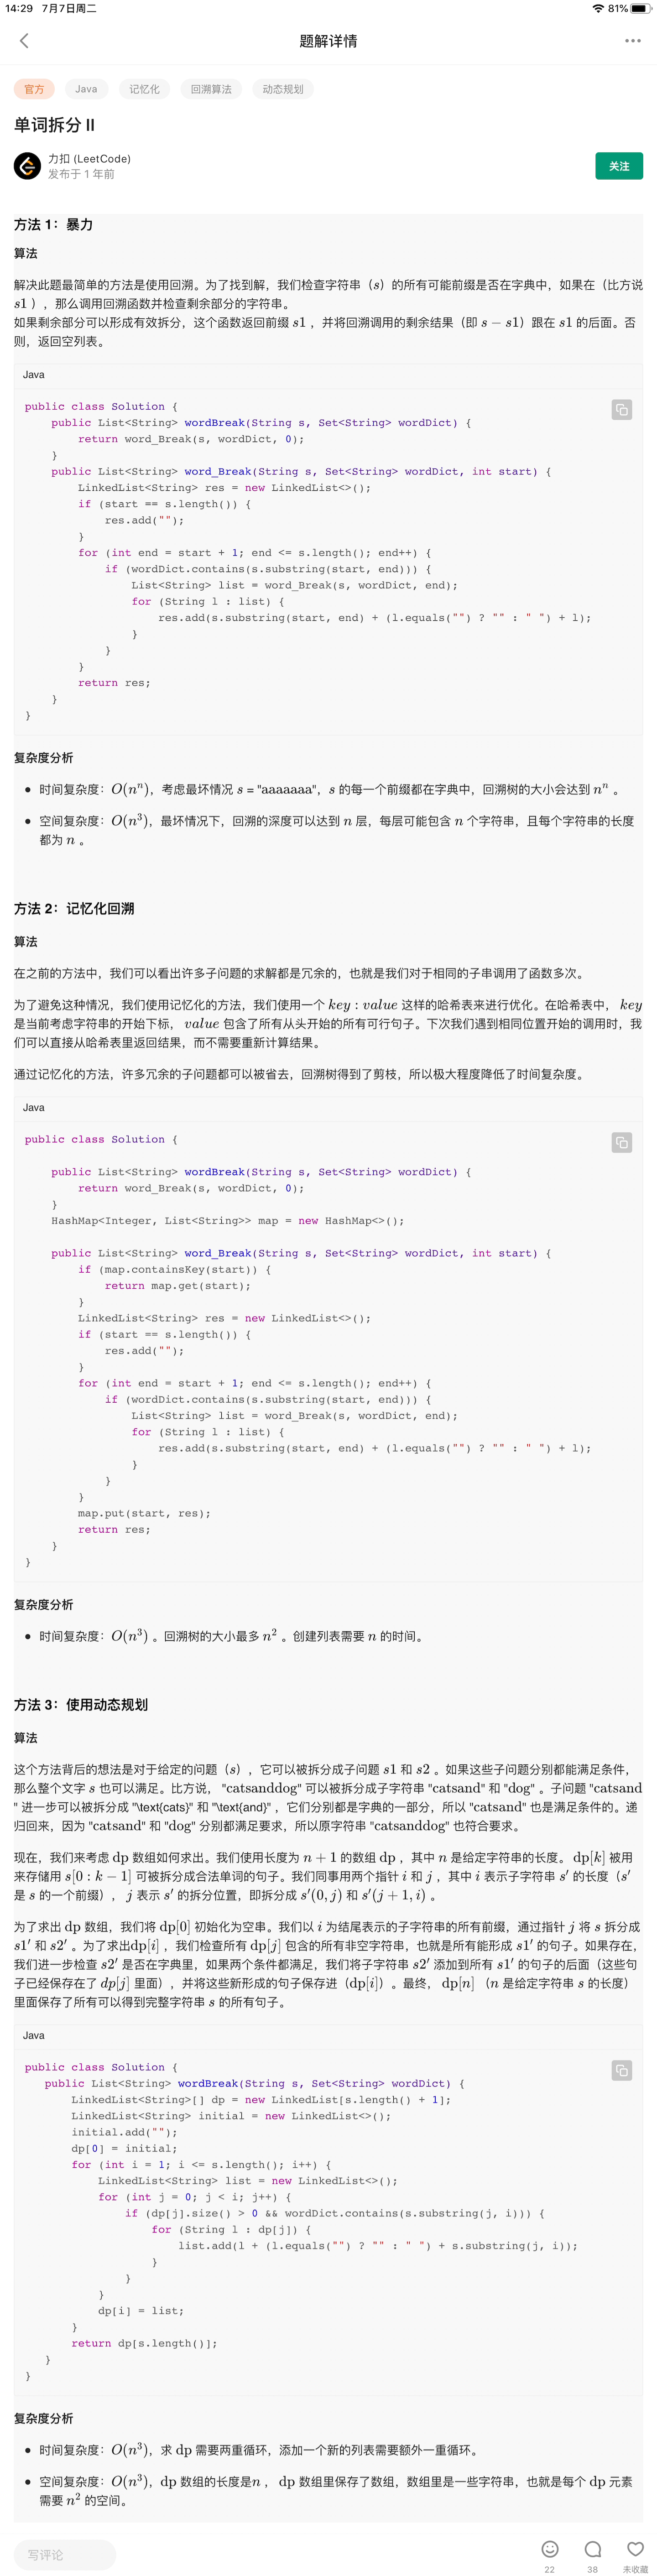 14:29 7月7日周二 81%
题解详情
官方 Java 记忆化 回溯算法 动态规划
单词拆分 II
力扣 (LeetCode)
发布于 1 年前
关注
方法 1：暴力
算法
解决此题最简单的方法是使用回溯。为了找到解，我们检查字符串（s）的所有可能前缀是否在字典中，如果在（比方说
s1 ），那么调用回溯函数并检查剩余部分的字符串。
如果剩余部分可以形成有效拆分，这个函数返回前缀 s1 ，并将回溯调用的剩余结果（即 s − s1）跟在 s1 的后面。否
则，返回空列表。
Java
public class Solution {
    public List<String> wordBreak(String s, Set<String> wordDict) {
        return word_Break(s, wordDict, 0);
    }
    public List<String> word_Break(String s, Set<String> wordDict, int start) {
        LinkedList<String> res = new LinkedList<>();
        if (start == s.length()) {
            res.add("");
        }
        for (int end = start + 1; end <= s.length(); end++) {
            if (wordDict.contains(s.substring(start, end))) {
                List<String> list = word_Break(s, wordDict, end);
                for (String l : list) {
                    res.add(s.substring(start, end) + (l.equals("") ? "" : " ") + l);
                }
            }
        }
        return res;
    }
}
复杂度分析
● 时间复杂度：O(nⁿ)，考虑最坏情况 s = "aaaaaaa"，s 的每一个前缀都在字典中，回溯树的大小会达到 nⁿ 。
● 空间复杂度：O(n³)，最坏情况下，回溯的深度可以达到 n 层，每层可能包含 n 个字符串，且每个字符串的长度
都为 n 。
方法 2：记忆化回溯
算法
在之前的方法中，我们可以看出许多子问题的求解都是冗余的，也就是我们对于相同的子串调用了函数多次。
为了避免这种情况，我们使用记忆化的方法，我们使用一个 key : value 这样的哈希表来进行优化。在哈希表中， key
是当前考虑字符串的开始下标， value 包含了所有从头开始的所有可行句子。下次我们遇到相同位置开始的调用时，我
们可以直接从哈希表里返回结果，而不需要重新计算结果。
通过记忆化的方法，许多冗余的子问题都可以被省去，回溯树得到了剪枝，所以极大程度降低了时间复杂度。
Java
public class Solution {
    public List<String> wordBreak(String s, Set<String> wordDict) {
        return word_Break(s, wordDict, 0);
    }
    HashMap<Integer, List<String>> map = new HashMap<>();
    public List<String> word_Break(String s, Set<String> wordDict, int start) {
        if (map.containsKey(start)) {
            return map.get(start);
        }
        LinkedList<String> res = new LinkedList<>();
        if (start == s.length()) {
            res.add("");
        }
        for (int end = start + 1; end <= s.length(); end++) {
            if (wordDict.contains(s.substring(start, end))) {
                List<String> list = word_Break(s, wordDict, end);
                for (String l : list) {
                    res.add(s.substring(start, end) + (l.equals("") ? "" : " ") + l);
                }
            }
        }
        map.put(start, res);
        return res;
    }
}
复杂度分析
● 时间复杂度：O(n³) 。回溯树的大小最多 n² 。创建列表需要 n 的时间。
方法 3：使用动态规划
算法
这个方法背后的想法是对于给定的问题（s），它可以被拆分成子问题 s1 和 s2 。如果这些子问题分别都能满足条件，
那么整个文字 s 也可以满足。比方说， "catsanddog" 可以被拆分成子字符串 "catsand" 和 "dog" 。子问题 "catsand
" 进一步可以被拆分成 "\text{cats}" 和 "\text{and}" ，它们分别都是字典的一部分，所以 "catsand" 也是满足条件的。递
归回来，因为 "catsand" 和 "dog" 分别都满足要求，所以原字符串 "catsanddog" 也符合要求。
现在，我们来考虑 dp 数组如何求出。我们使用长度为 n + 1 的数组 dp ，其中 n 是给定字符串的长度。 dp[k] 被用
来存储用 s[0 : k − 1] 可被拆分成合法单词的句子。我们同事用两个指针 i 和 j ，其中 i 表示子字符串 s′ 的长度（s′
是 s 的一个前缀）， j 表示 s′ 的拆分位置，即拆分成 s′(0, j) 和 s′(j + 1, i) 。
为了求出 dp 数组，我们将 dp[0] 初始化为空串。我们以 i 为结尾表示的子字符串的所有前缀，通过指针 j 将 s 拆分成
s1′ 和 s2′ 。为了求出dp[i] ，我们检查所有 dp[j] 包含的所有非空字符串，也就是所有能形成 s1′ 的句子。如果存在，
我们进一步检查 s2′ 是否在字典里，如果两个条件都满足，我们将子字符串 s2′ 添加到所有 s1′ 的句子的后面（这些句
子已经保存在了 dp[j] 里面），并将这些新形成的句子保存进（dp[i]）。最终， dp[n] （n 是给定字符串 s 的长度）
里面保存了所有可以得到完整字符串 s 的所有句子。
Java
public class Solution {
   public List<String> wordBreak(String s, Set<String> wordDict) {
       LinkedList<String>[] dp = new LinkedList[s.length() + 1];
       LinkedList<String> initial = new LinkedList<>();
       initial.add("");
       dp[0] = initial;
       for (int i = 1; i <= s.length(); i++) {
           LinkedList<String> list = new LinkedList<>();
           for (int j = 0; j < i; j++) {
               if (dp[j].size() > 0 && wordDict.contains(s.substring(j, i))) {
                   for (String l : dp[j]) {
                       list.add(l + (l.equals("") ? "" : " ") + s.substring(j, i));
                   }
               }
           }
           dp[i] = list;
       }
       return dp[s.length()];
   }
}
复杂度分析
● 时间复杂度：O(n³)，求 dp 需要两重循环，添加一个新的列表需要额外一重循环。
● 空间复杂度：O(n³)，dp 数组的长度是n ， dp 数组里保存了数组，数组里是一些字符串，也就是每个 dp 元素
需要 n² 的空间。
写评论 22 38 未收藏